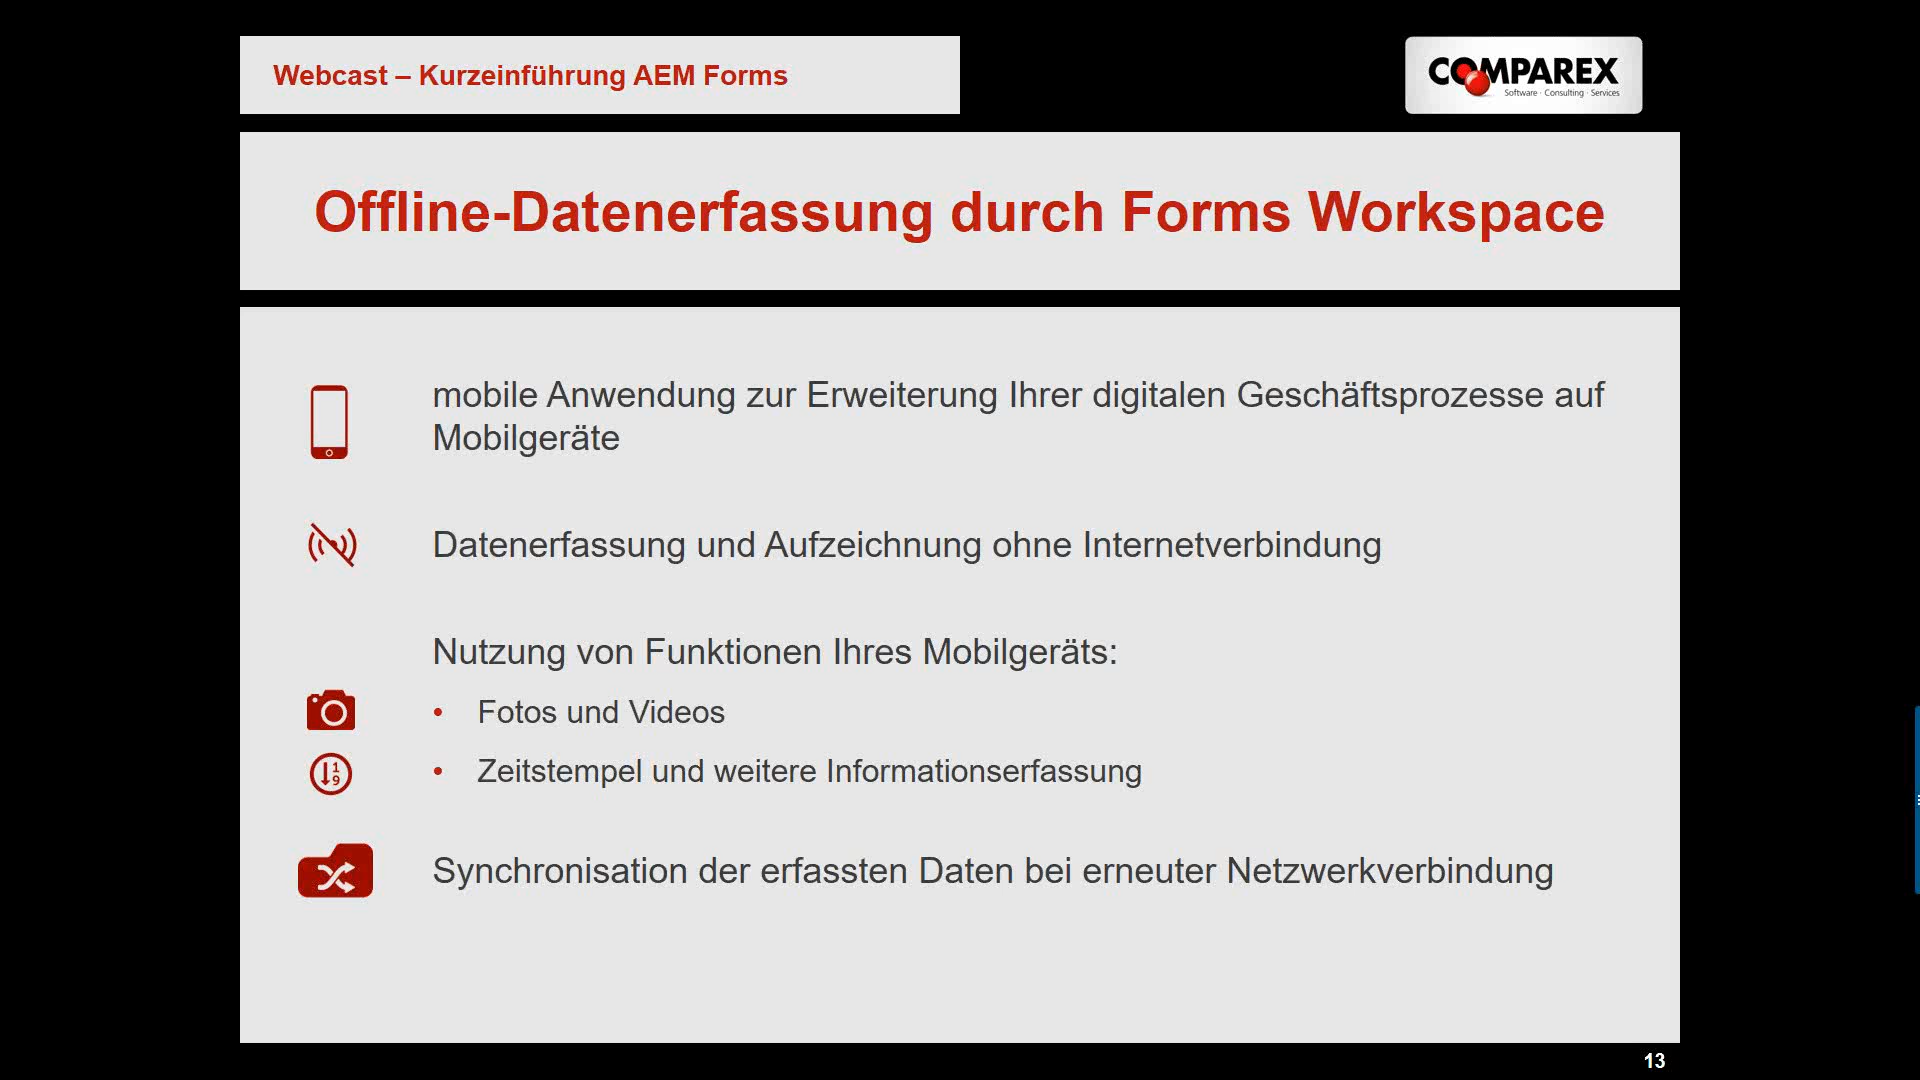 Webcast – Kurzeinführung AEM Forms
COMPAREX
Software · Consulting · Services
Offline-Datenerfassung durch Forms Workspace
mobile Anwendung zur Erweiterung Ihrer digitalen Geschäftsprozesse auf
Mobilgeräte
Datenerfassung und Aufzeichnung ohne Internetverbindung
Nutzung von Funktionen Ihres Mobilgeräts:
• Fotos und Videos
1
9
• Zeitstempel und weitere Informationserfassung
Synchronisation der erfassten Daten bei erneuter Netzwerkverbindung
13